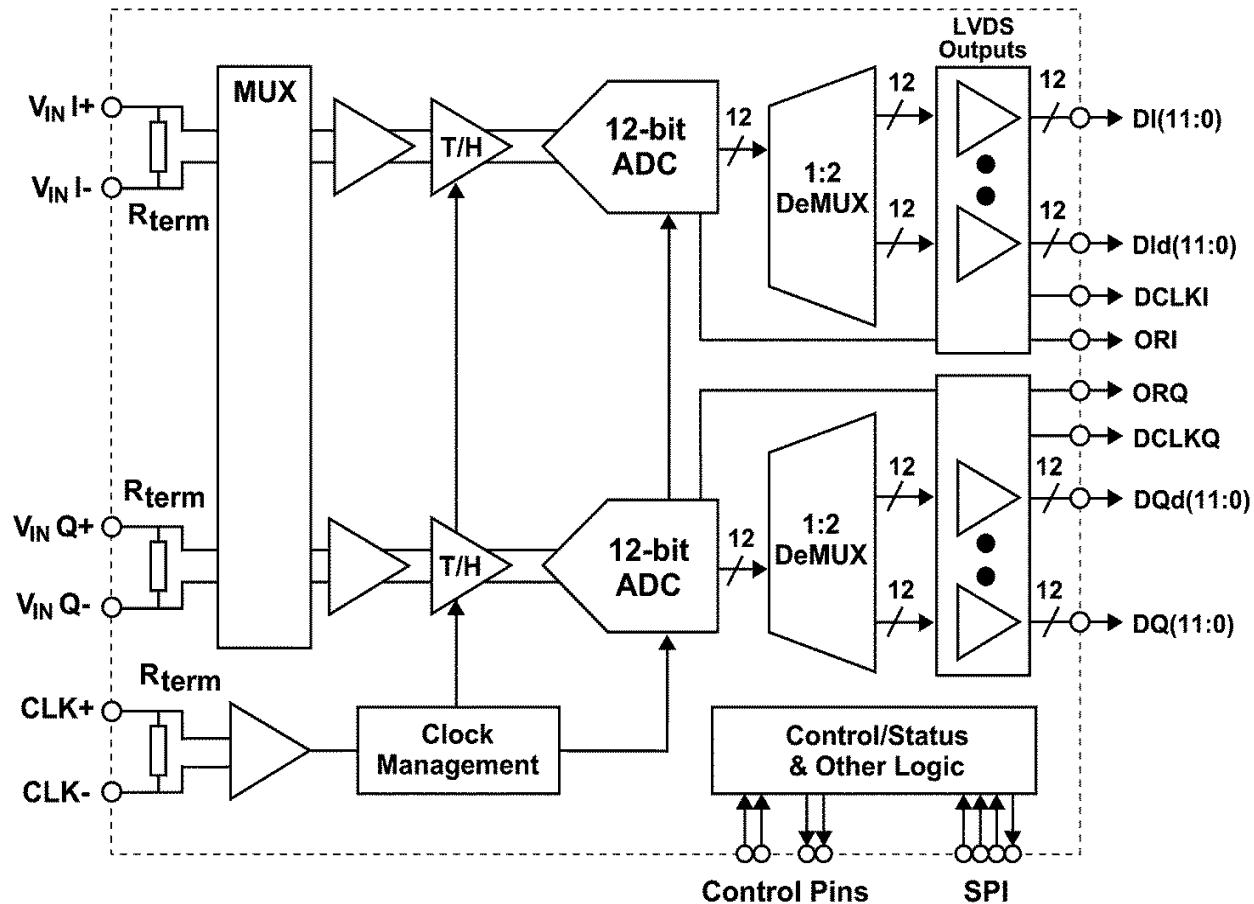 LVDS
Outputs
MUX
V_IN I+
V_IN I-
R_term
T/H
12-bit
ADC
12
1:2
DeMUX
12
12
12
12
DI(11:0)
DId(11:0)
DCLKI
ORI
ORQ
DCLKQ
DQd(11:0)
DQ(11:0)
R_term
V_IN Q+
V_IN Q-
T/H
12-bit
ADC
12
1:2
DeMUX
12
12
12
12
R_term
CLK+
CLK-
Clock
Management
Control/Status
& Other Logic
Control Pins
SPI